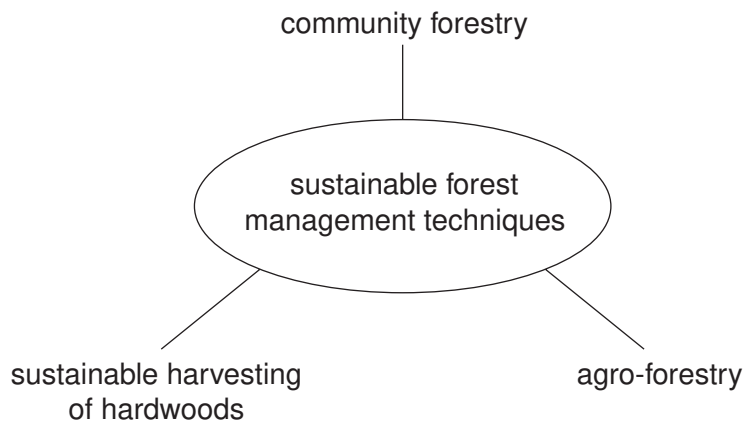 community forestry
sustainable forest
management techniques
sustainable harvesting
of hardwoods
agro-forestry